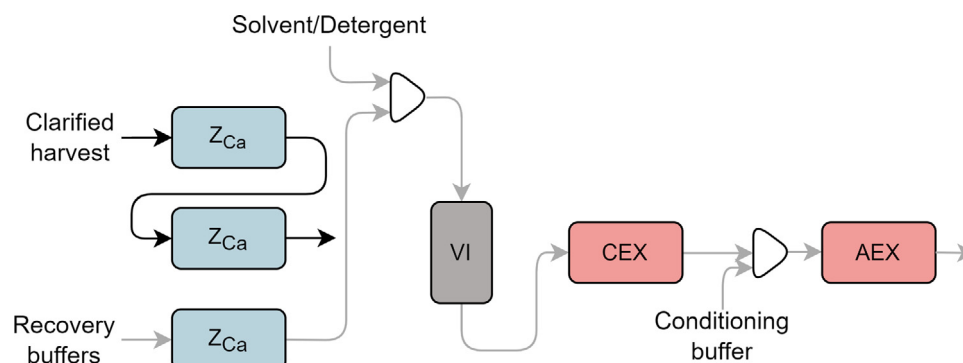 Solvent/Detergent
Clarified
harvest
Z_Ca
Z_Ca
VI
CEX
AEX
Recovery
buffers
Z_Ca
Conditioning
buffer